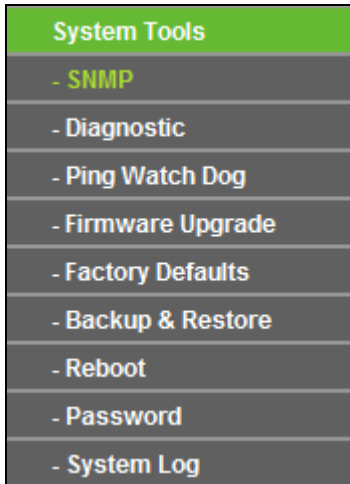 System Tools
- SNMP
- Diagnostic
- Ping Watch Dog
- Firmware Upgrade
- Factory Defaults
- Backup & Restore
- Reboot
- Password
- System Log